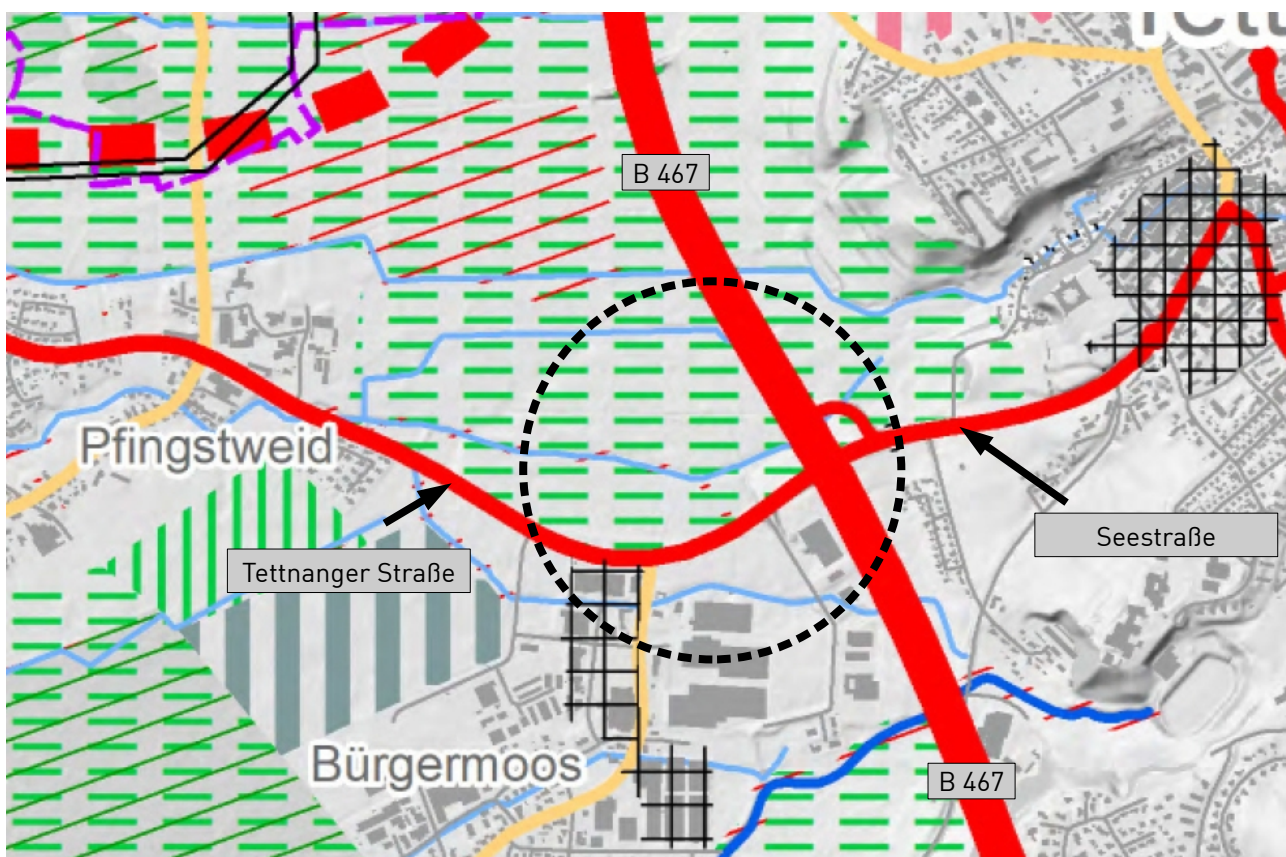 B 467
Pfingstweid
Tettnanger Straße
Seestraße
Bürgermoos
B 467